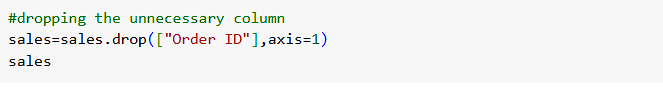 #dropping the unnecessary column
sales=sales.drop(["Order ID"],axis=1)
sales